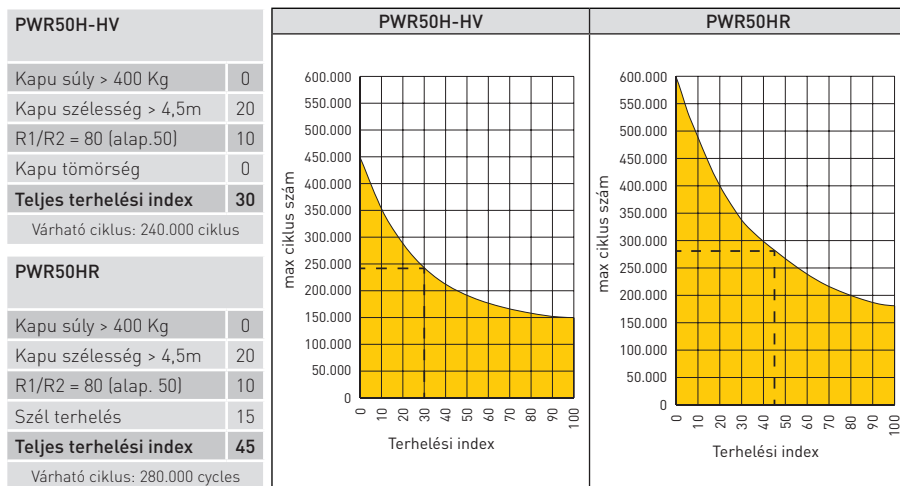 PWR50H-HV
Kapu súly > 400 Kg 0
Kapu szélesség > 4,5m 20
R1/R2 = 80 (alap.50) 10
Kapu tömörség 0
Teljes terhelési index 30
Várható ciklus: 240.000 ciklus
PWR50HR
Kapu súly > 400 Kg 0
Kapu szélesség > 4,5m 20
R1/R2 = 80 (alap. 50) 10
Szél terhelés 15
Teljes terhelési index 45
Várható ciklus: 280.000 cycles
PWR50H-HV
max ciklus szám
600.000
550.000
500.000
450.000
400.000
350.000
300.000
250.000
200.000
150.000
100.000
50.000
0
0 10 20 30 40 50 60 70 80 90 100
Terhelési index
PWR50HR
max ciklus szám
600.000
550.000
500.000
450.000
400.000
350.000
300.000
250.000
200.000
150.000
100.000
50.000
0
0 10 20 30 40 50 60 70 80 90 100
Terhelési index